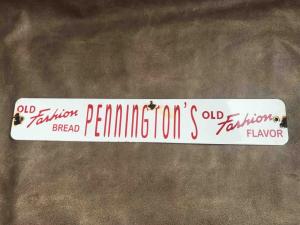 OLD Fashion BREAD
PENNINGTON'S
OLD Fashion FLAVOR